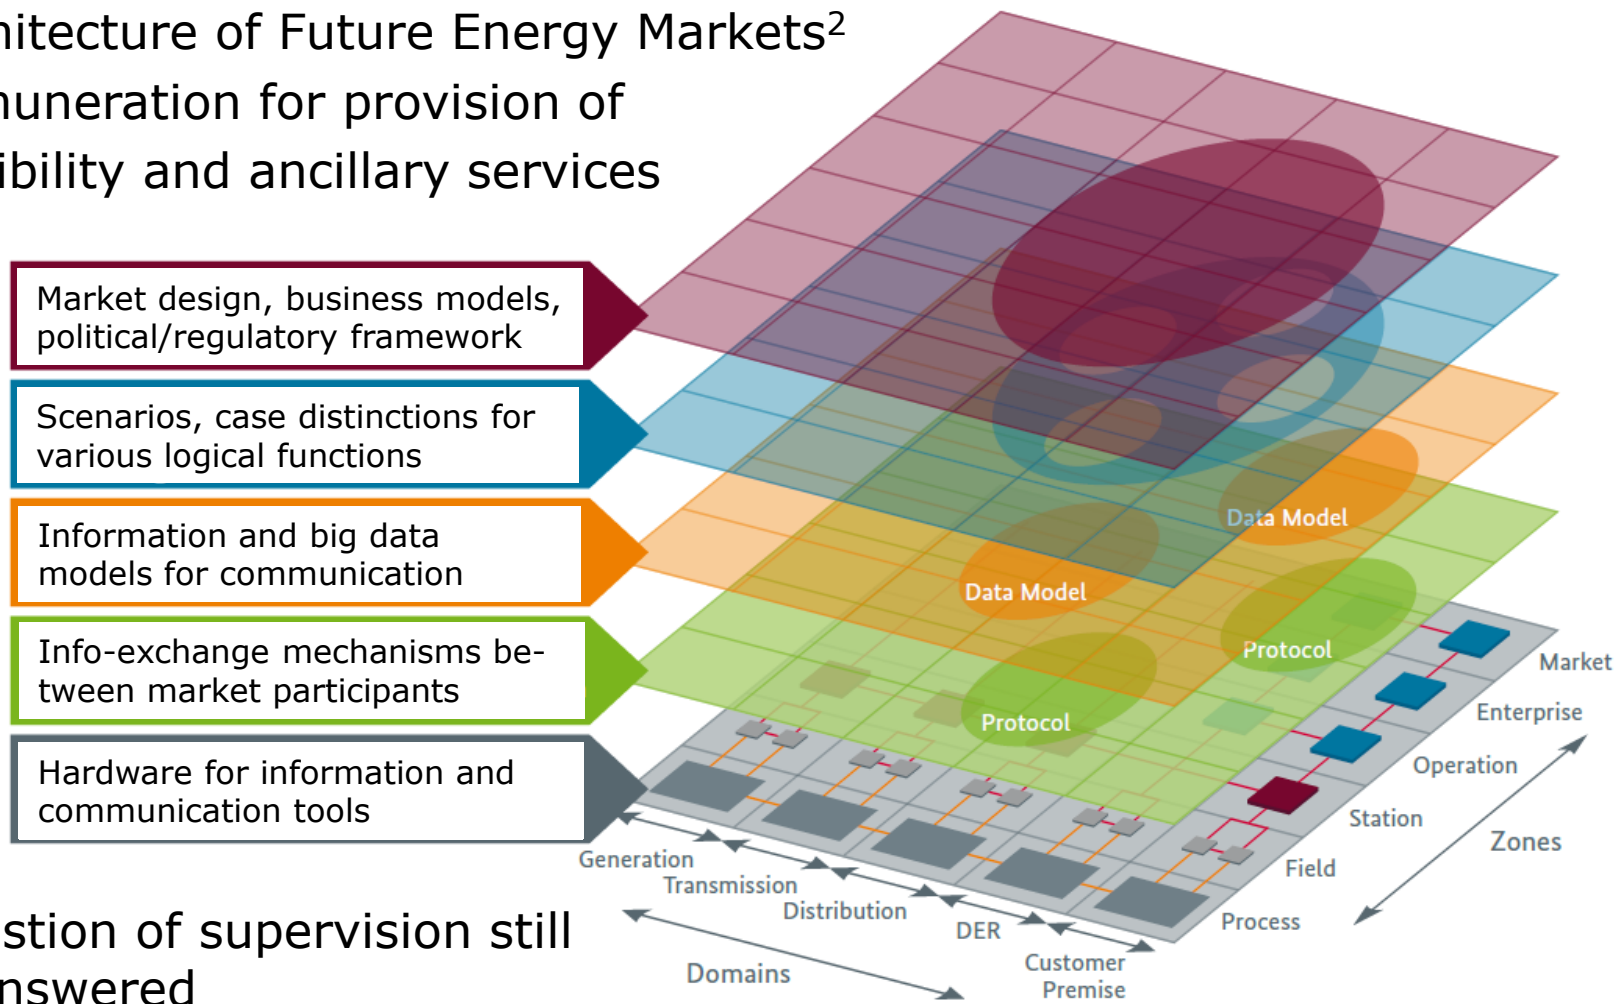 hitecture of Future Energy Markets2
nuneration for provision of
ibility and ancillary services
Market design, business models,
political/regulatory framework
Scenarios, case distinctions for
various logical functions
Information and big data
models for communication
Info-exchange mechanisms be-
tween market participants
Hardware for information and
communication tools
Data Model
Data Model
Protocol
Protocol
Market
Enterprise
Operation
Station
Field
Process
Zones
Generation
Transmission
Distribution
DER
Customer
Premise
Domains
stion of supervision still
nswered